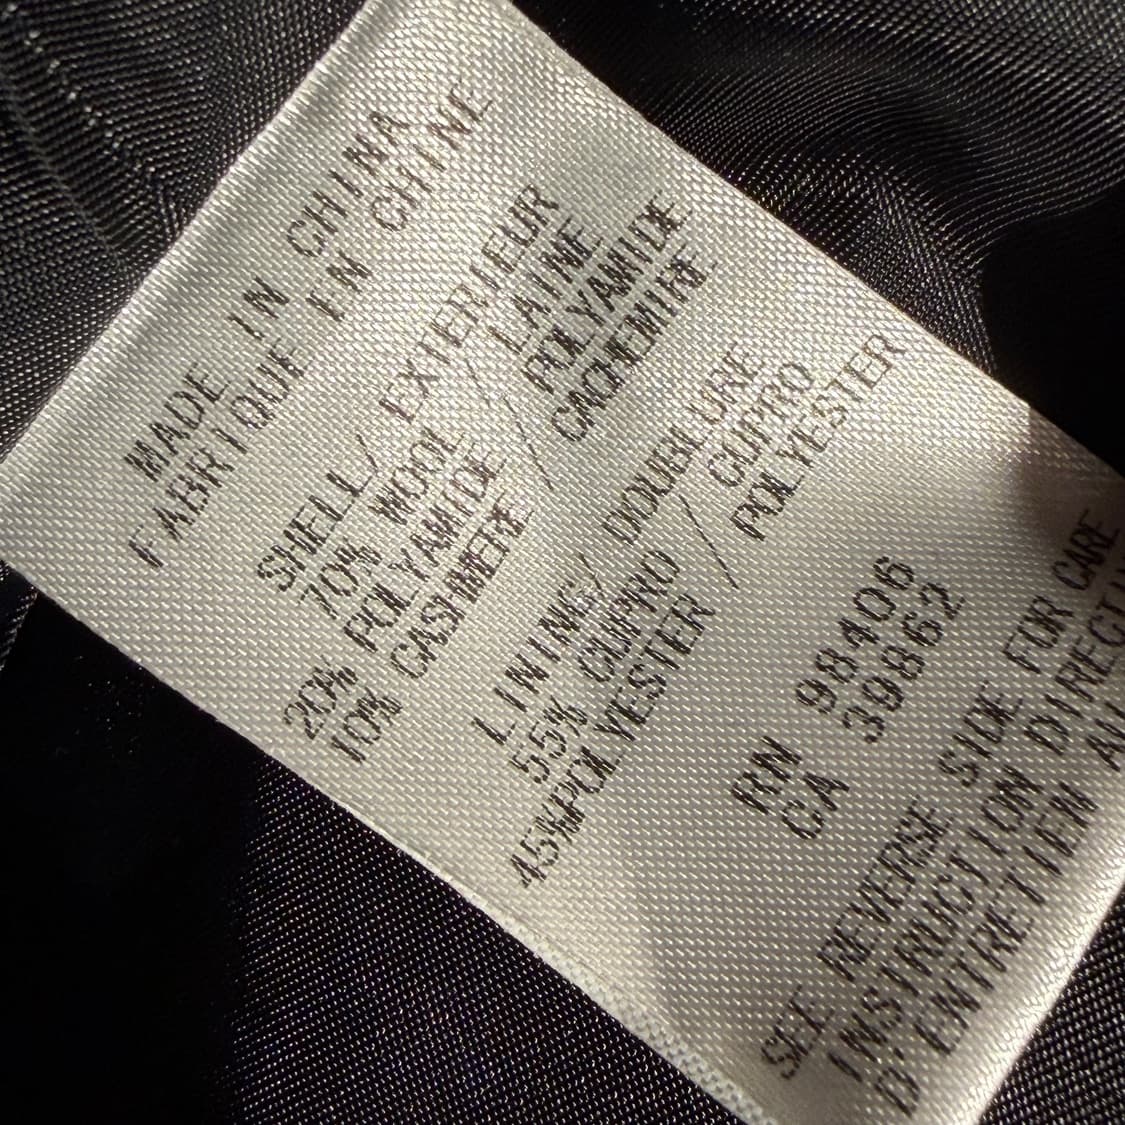 MADE IN CHINA
FABRIQUE EN CHINE
SHELL/ EXTERIEUR
70% WOOL / LAINE
20% POLYAMIDE / POLYAMIDE
10% CASHMERE CACHEMIRE
LINING/ DOUBLURE
55% CUPRO / CUPRO
45%POLYESTER / POLYESTER
RN 98406
CA 39862
SEE REVERSE SIDE FOR CARE
INSTRUCTION DIRECTI
D'ENTRETIEN AU